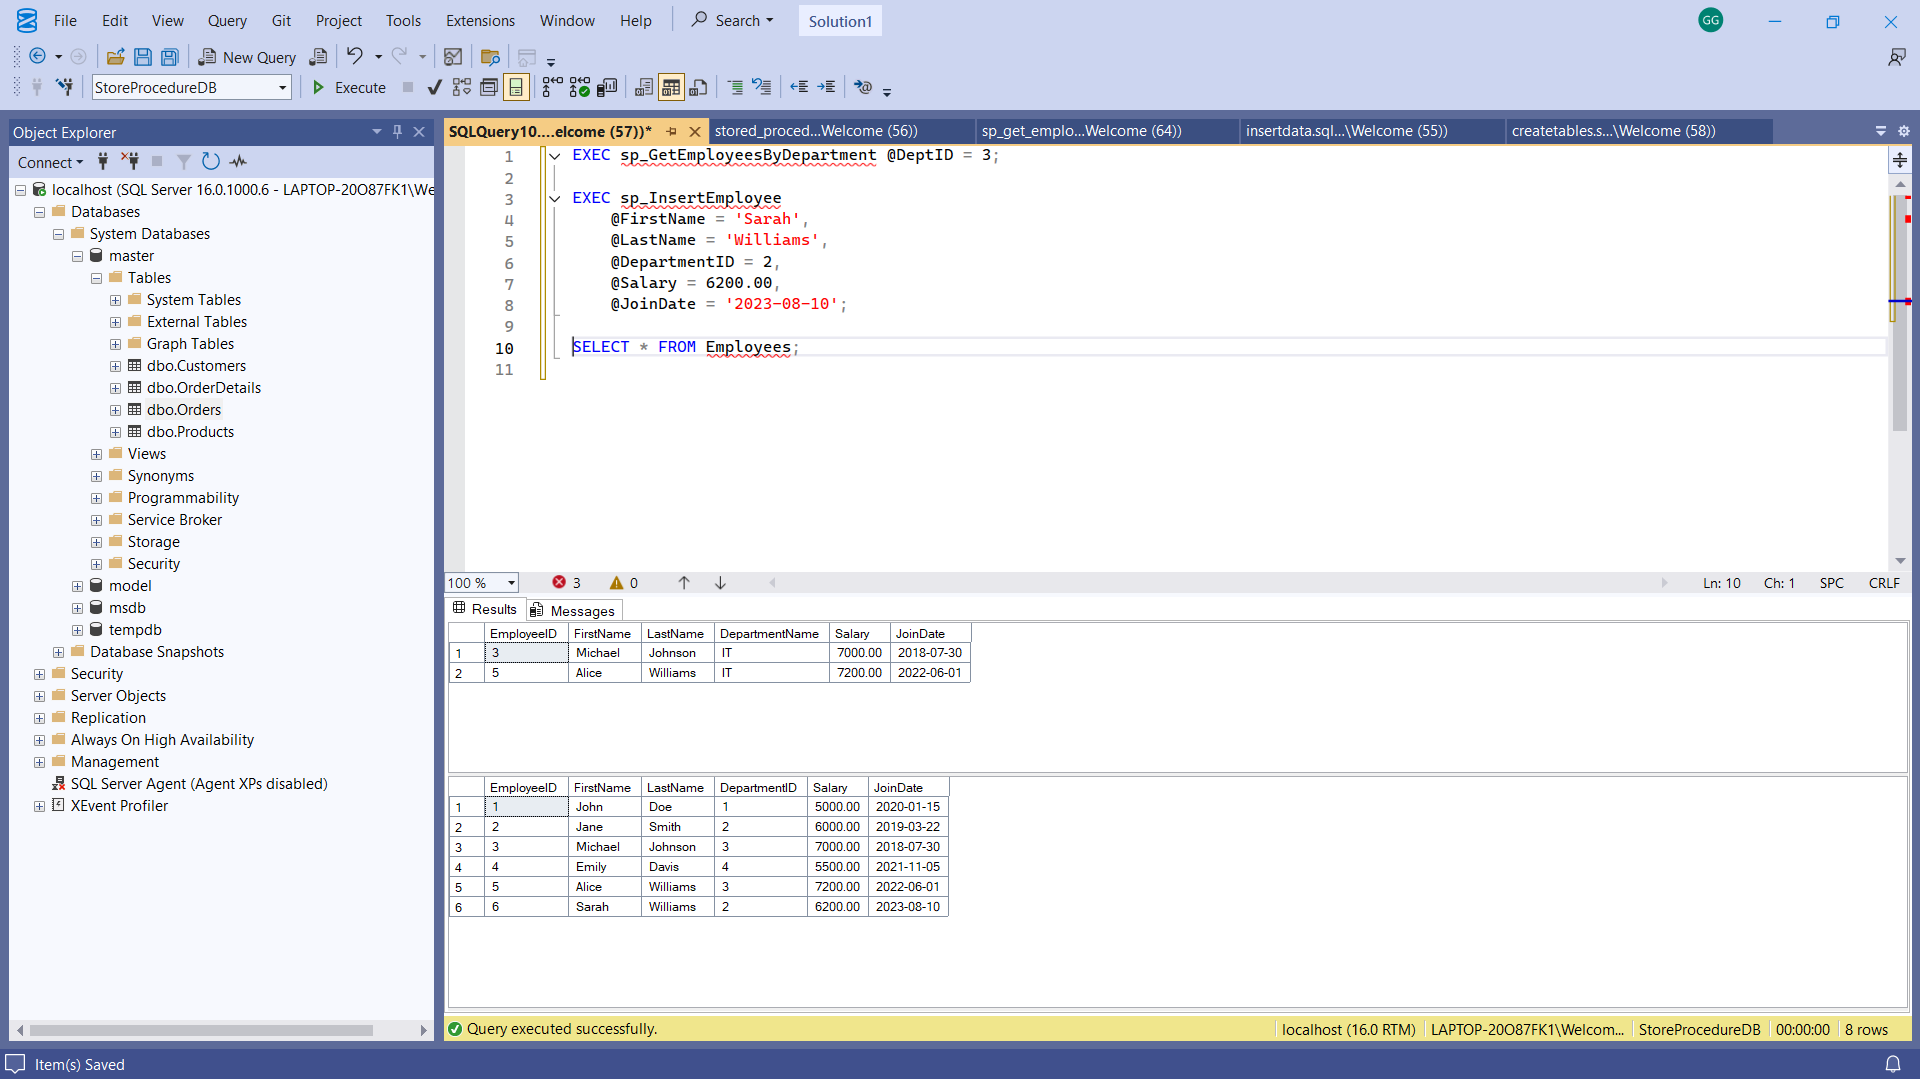 File Edit View Query Git Project Tools Extensions Window Help Search Solution1 GG
New Query
StoreProcedureDB Execute
Object Explorer
Connect
localhost (SQL Server 16.0.1000.6 - LAPTOP-20O87FK1\We
Databases
System Databases
master
Tables
System Tables
External Tables
Graph Tables
dbo.Customers
dbo.OrderDetails
dbo.Orders
dbo.Products
Views
Synonyms
Programmability
Service Broker
Storage
Security
model
msdb
tempdb
Database Snapshots
Security
Server Objects
Replication
Always On High Availability
Management
SQL Server Agent (Agent XPs disabled)
XEvent Profiler
SQLQuery10....elcome (57))* stored_proced...Welcome (56)) sp_get_emplo...Welcome (64)) insertdata.sql...\Welcome (55)) createtables.s...\Welcome (58))
1 EXEC sp_GetEmployeesByDepartment @DeptID = 3;
2
3 EXEC sp_InsertEmployee
4 @FirstName = 'Sarah',
5 @LastName = 'Williams',
6 @DepartmentID = 2,
7 @Salary = 6200.00,
8 @JoinDate = '2023-08-10';
9
10 SELECT * FROM Employees;
11
100 % 3 0 Ln: 10 Ch: 1 SPC CRLF
Results Messages
EmployeeID FirstName LastName DepartmentName Salary JoinDate
1 3 Michael Johnson IT 7000.00 2018-07-30
2 5 Alice Williams IT 7200.00 2022-06-01
EmployeeID FirstName LastName DepartmentID Salary JoinDate
1 1 John Doe 1 5000.00 2020-01-15
2 2 Jane Smith 2 6000.00 2019-03-22
3 3 Michael Johnson 3 7000.00 2018-07-30
4 4 Emily Davis 4 5500.00 2021-11-05
5 5 Alice Williams 3 7200.00 2022-06-01
6 6 Sarah Williams 2 6200.00 2023-08-10
Query executed successfully. localhost (16.0 RTM) LAPTOP-20O87FK1\Welcom... StoreProcedureDB 00:00:00 8 rows
Item(s) Saved